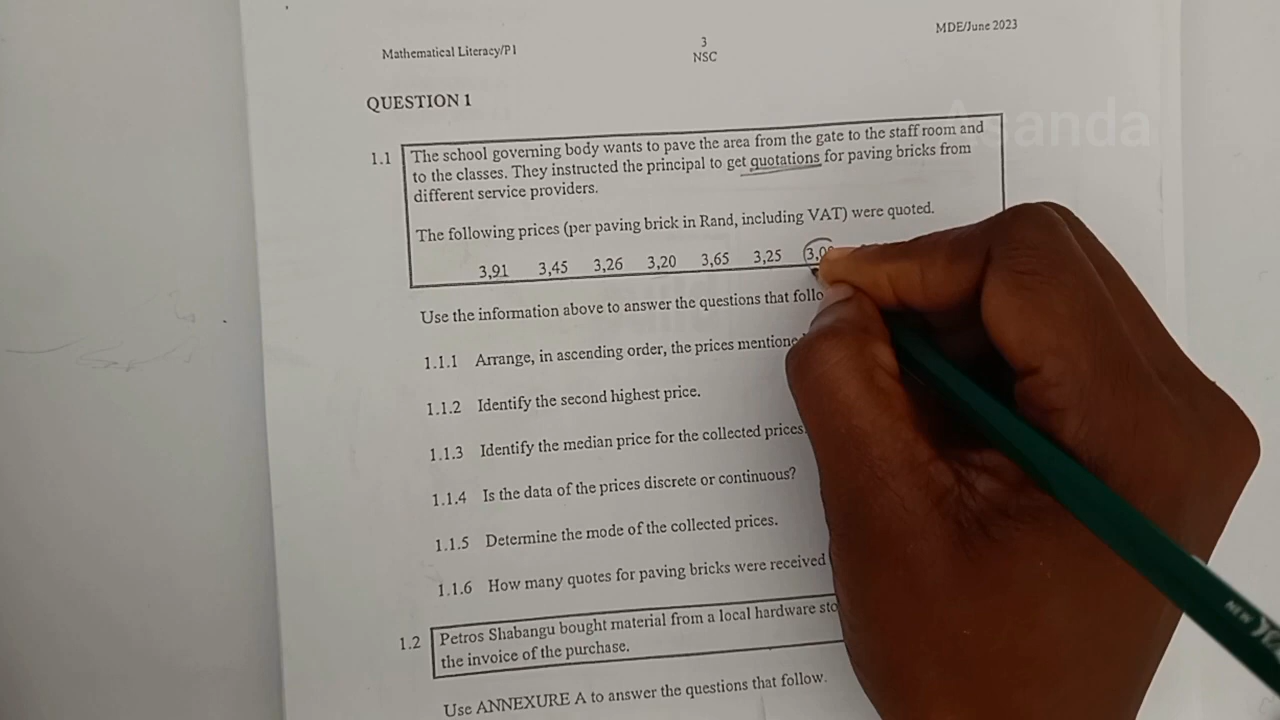 Mathematical Literacy/P1
3
NSC
MDE/June 2023
Asanda
QUESTION 1
1.1 The school governing body wants to pave the area from the gate to the staff room and
to the classes. They instructed the principal to get quotations for paving bricks from
different service providers.
The following prices (per paving brick in Rand, including VAT) were quoted.
3,91 3,45 3,26 3,20 3,65 3,25
Use the information above to answer the questions that
1.1.1 Arrange, in ascending order, the prices
1.1.2 Identify the second highest price.
1.1.3 Identify the median price for the collected prices
1.1.4 Is the data of the prices discrete or continuous?
1.1.5 Determine the mode of the collected prices.
1.1.6 How many quotes for paving bricks were received
1.2 Petros Shabangu bought material from a local hardware
the invoice of the purchase.
Use ANNEXURE A to answer the questions that follow.
NEW